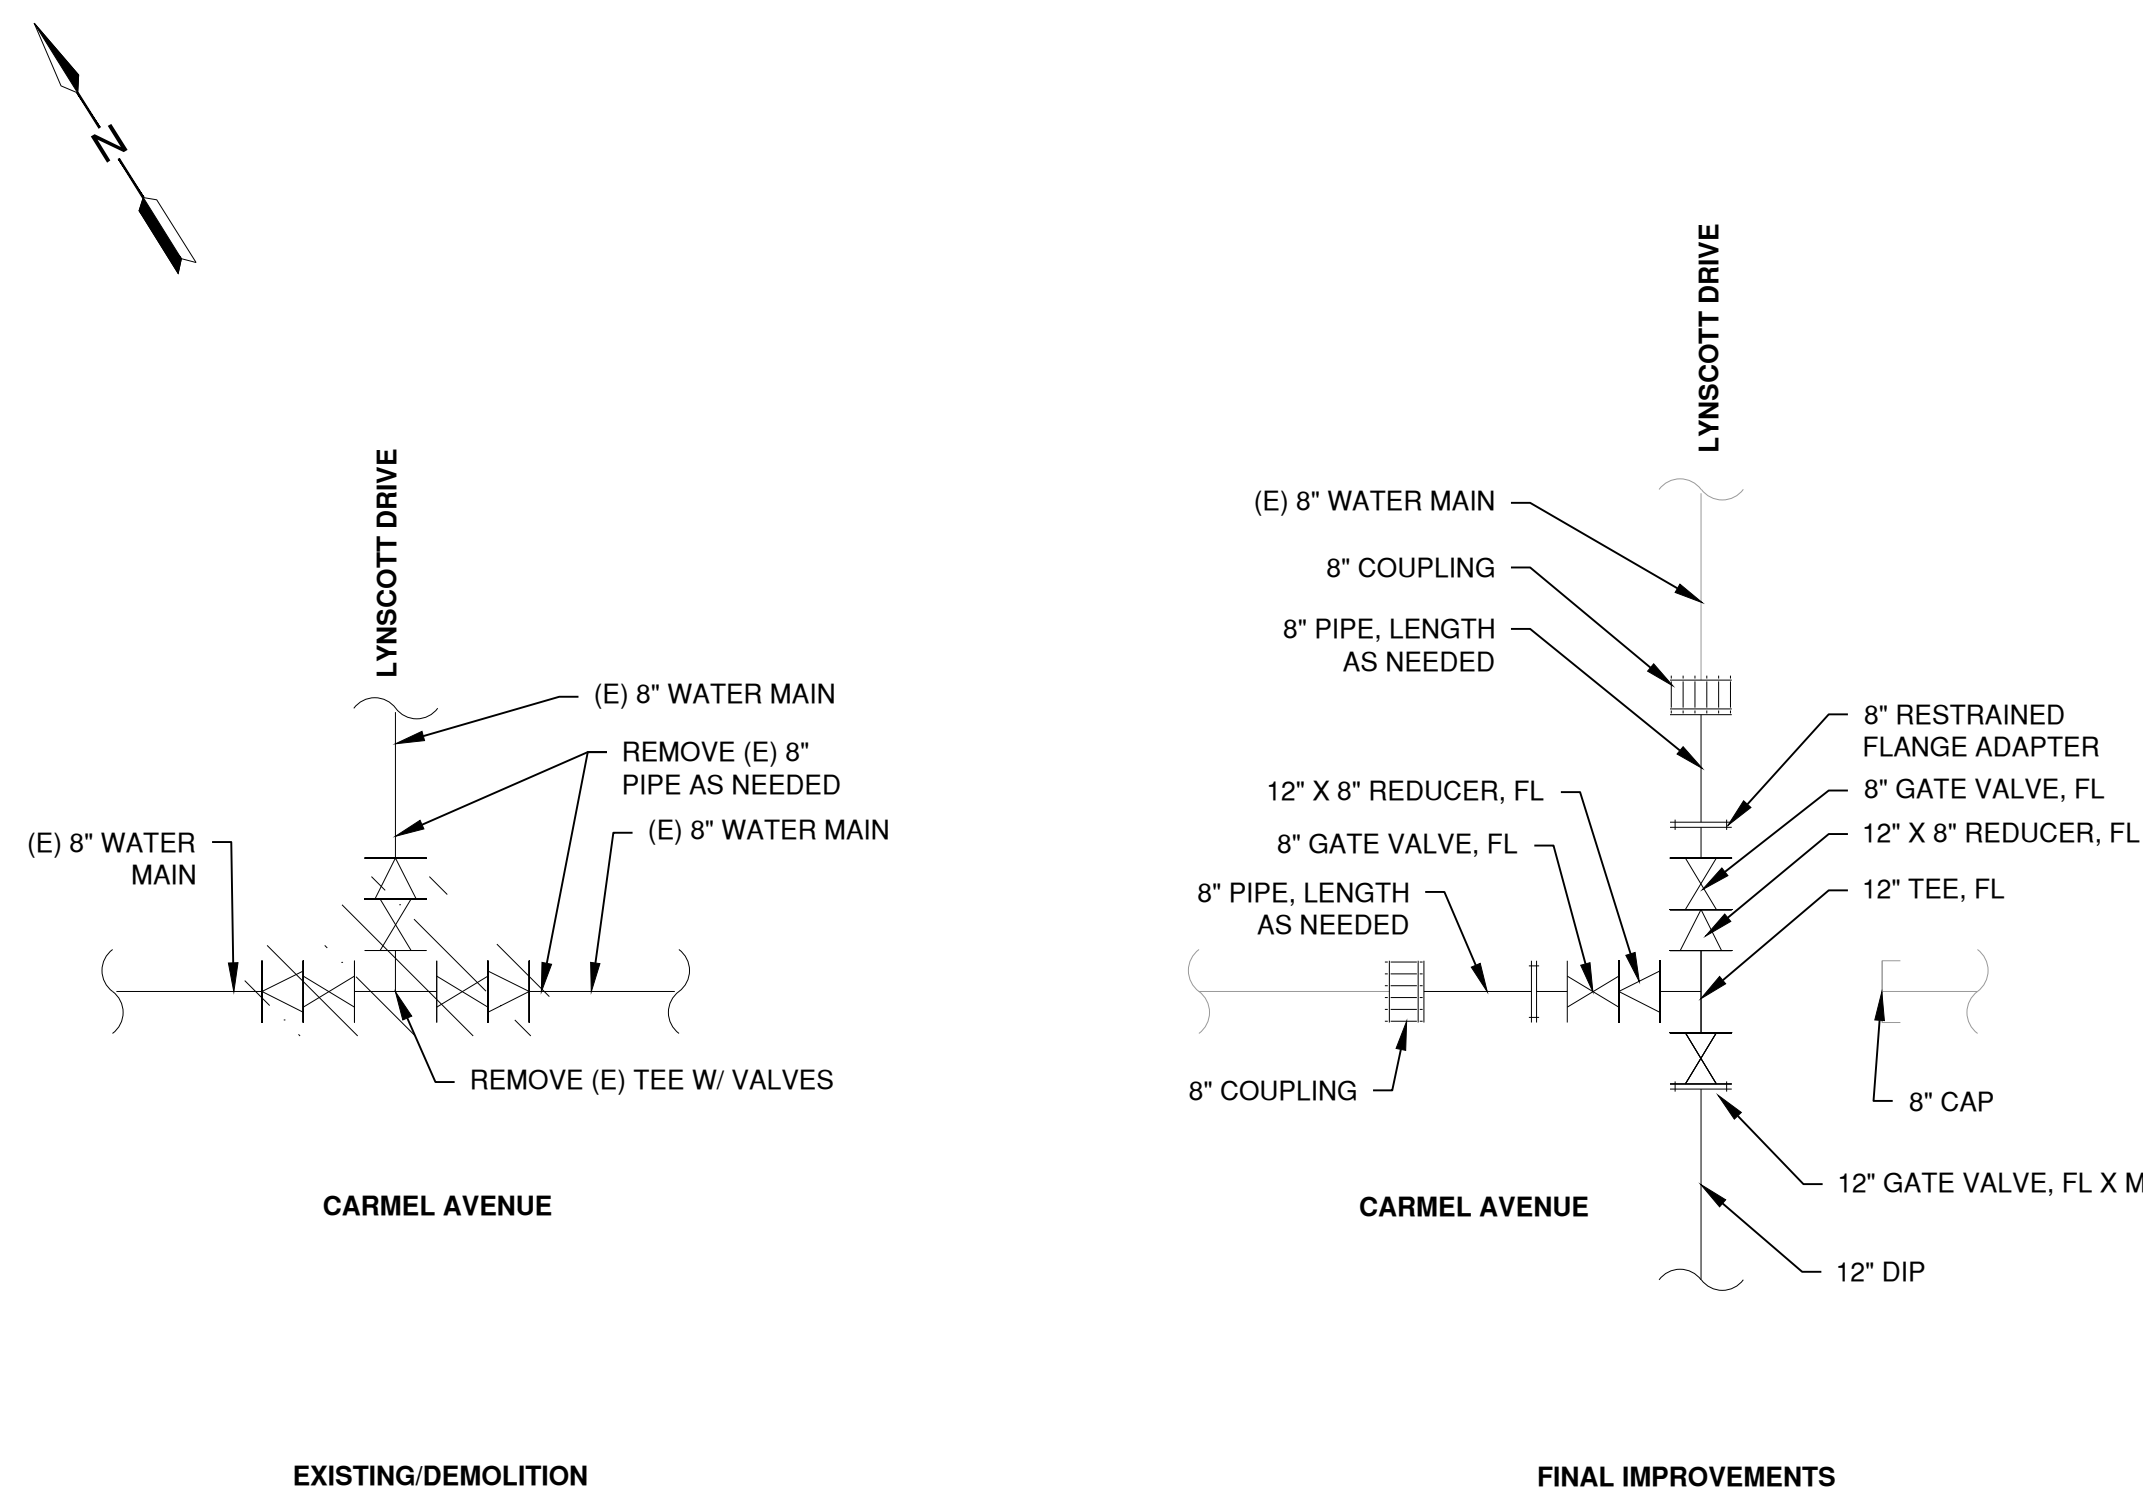 N
LYNSCOTT DRIVE
(E) 8" WATER MAIN
REMOVE (E) 8"
PIPE AS NEEDED
(E) 8" WATER MAIN
(E) 8" WATER
MAIN
REMOVE (E) TEE W/ VALVES
CARMEL AVENUE
EXISTING/DEMOLITION
LYNSCOTT DRIVE
(E) 8" WATER MAIN
8" COUPLING
8" PIPE, LENGTH
AS NEEDED
8" RESTRAINED
FLANGE ADAPTER
12" X 8" REDUCER, FL
8" GATE VALVE, FL
8" GATE VALVE, FL
12" X 8" REDUCER, FL
8" PIPE, LENGTH
AS NEEDED
12" TEE, FL
8" COUPLING
8" CAP
12" GATE VALVE, FL X M
CARMEL AVENUE
12" DIP
FINAL IMPROVEMENTS